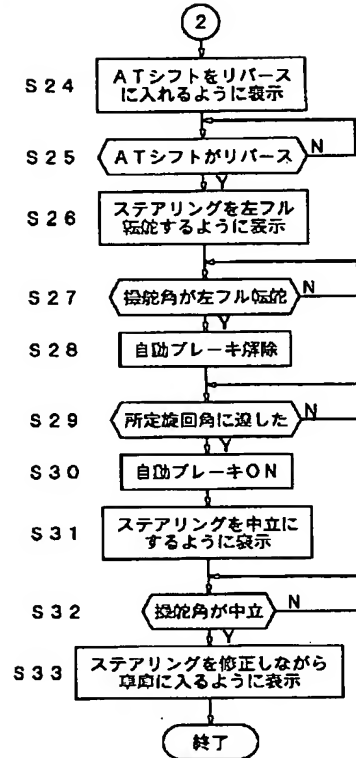 2
S24
ATシフトをリバース
に入れるように表示
S25
ATシフトがリバース
N
Y
S26
ステアリングを左フル
転舵するように表示
S27
操舵角が左フル転舵
N
Y
S28
自動ブレーキ解除
S29
所定旋回角に達した
N
Y
S30
自動ブレーキON
S31
ステアリングを中立に
するように表示
S32
操舵角が中立
N
Y
S33
ステアリングを修正しながら
車庫に入るように表示
終了